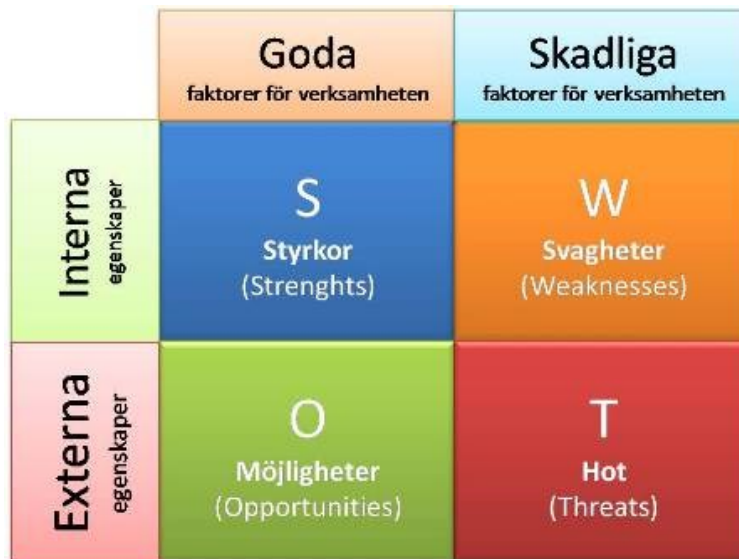 Goda
faktorer för verksamheten
Skadliga
faktorer för verksamheten
Interna
egenskaper
S
Styrkor
(Strenghts)
W
Svagheter
(Weaknesses)
Externa
egenskaper
O
Möjligheter
(Opportunities)
T
Hot
(Threats)